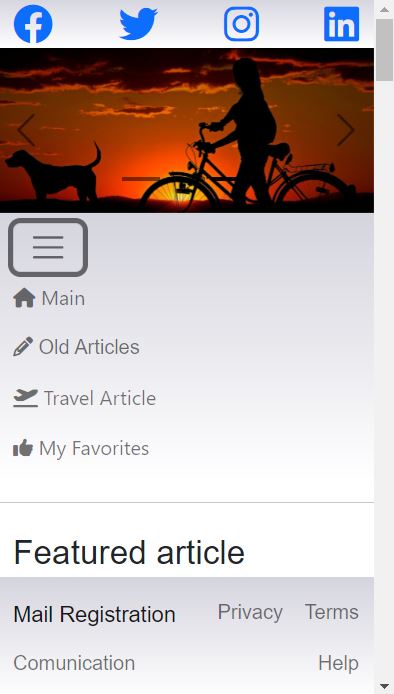 Main
Old Articles
Travel Article
My Favorites
Featured article
Mail Registration Privacy Terms
Comunication Help